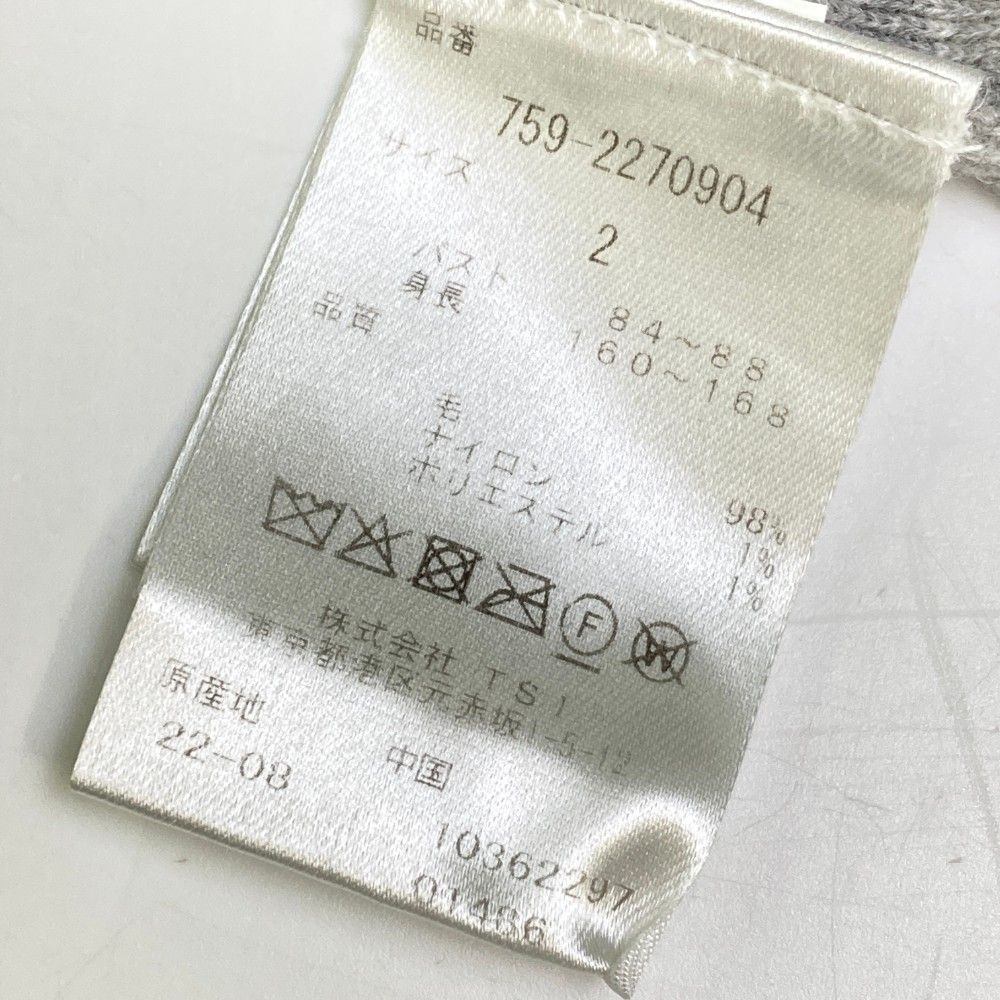 品番
759-2270904
サイズ
2
バスト 84～88
身長 160～168
品質
毛 98%
ナイロン 1%
ポリエステル 1%
F
W
株式会社 TSI
東京都港区元赤坂1-5-12
原産地 中国
22-08
10362297
01486